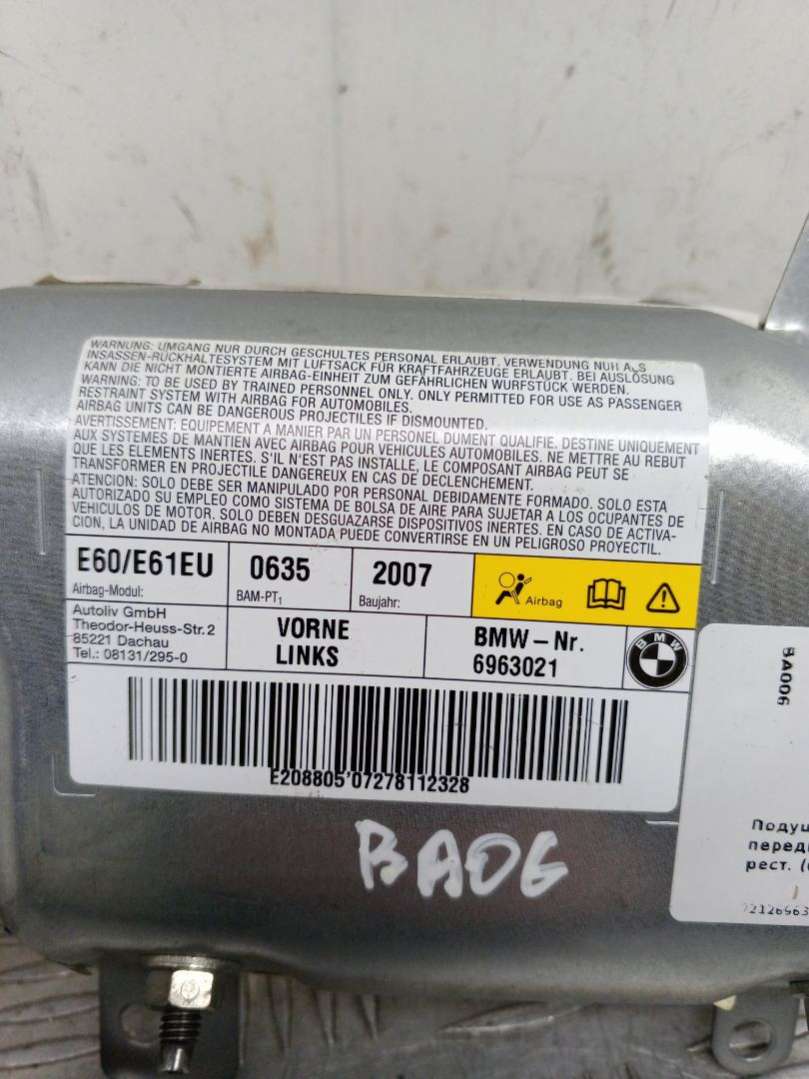 WARNUNG: UMGANG NUR DURCH GESCHULTES PERSONAL ERLAUBT. VERWENDUNG NUR ALS
INSASSEN-RÜCKHALTESYSTEM MIT LUFTSACK FÜR KRAFTFAHRZEUGE ERLAUBT. BEI AUSLÖSUNG
KANN DIE NICHT MONTIERTE AIRBAG-EINHEIT ZUM GEFÄHRLICHEN WURFSTÜCK WERDEN.
WARNING: TO BE USED BY TRAINED PERSONNEL ONLY. ONLY PERMITTED FOR USE AS PASSENGER
RESTRAINT SYSTEM WITH AIRBAG FOR AUTOMOBILES.
AIRBAG UNITS CAN BE DANGEROUS PROJECTILES IF DISMOUNTED.
AVERTISSEMENT: EQUIPEMENT A MANIER PAR UN PERSONEL DUMENT QUALIFIE. DESTINE UNIQUEMENT
AUX SYSTEMES DE MANTIEN AVEC AIRBAG POUR VEHICULES AUTOMOBILES. NE METTRE AU REBUT
QUE LES ELEMENTS INERTES. S'IL N'EST PAS INSTALLE, LE COMPOSANT AIRBAG PEUT SE
TRANSFORMER EN PROJECTILE DANGEREUX EN CAS DE DECLENCHEMENT.
ATENCION: SOLO DEBE SER MANIPULADO POR PERSONAL DEBIDAMENTE FORMADO. SOLO ESTA
AUTORIZADO SU EMPLEO COMO SISTEMA DE BOLSA DE AIRE PARA SUJETAR A LOS OCUPANTES DE
VEHICULOS DE MOTOR. SOLO DEBEN DESGUAZARSE DISPOSITIVOS INERTES. EN CASO DE ACTIVA-
CION, LA UNIDAD DE AIRBAG NO MONTADA PUEDE CONVERTIRSE EN UN PELIGROSO PROYECTIL.
E60/E61EU 0635 2007
Airbag-Modul: BAM-PT1 Baujahr: Airbag
Autoliv GmbH
Theodor-Heuss-Str.2
85221 Dachau
Tel.: 08131/295-0
VORNE
LINKS
BMW-Nr.
6963021
BMW
E208805'07278112328
BA06
BA006
Подуш
перед
рест. (
72126963